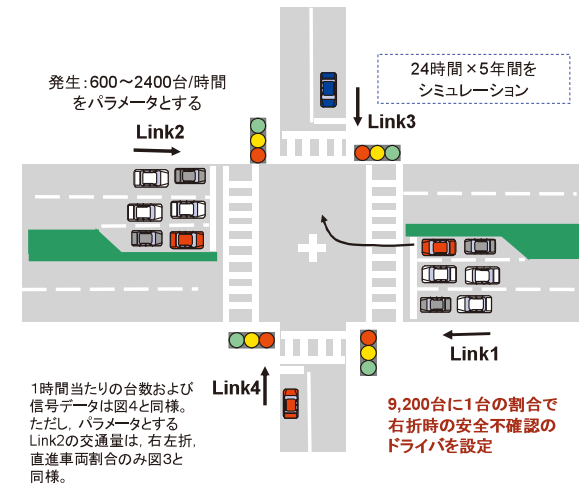 発生：600～2400台/時間
をパラメータとする
24時間×5年間を
シミュレーション
Link2
Link3
Link1
Link4
1時間当たりの台数および
信号データは図4と同様。
ただし，パラメータとする
Link2の交通量は，右左折，
直進車両割合のみ図3と
同様。
9,200台に1台の割合で
右折時の安全不確認の
ドライバを設定